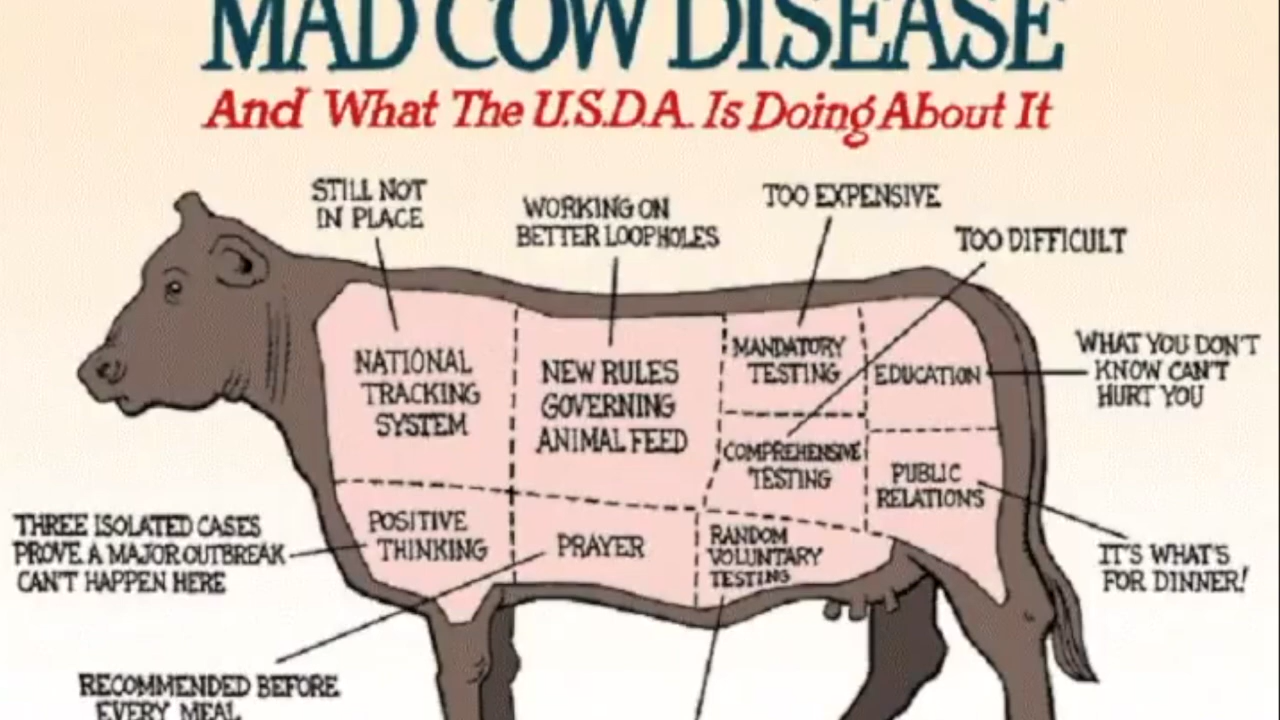 MAD COW DISEASE
And What The U.S.D.A. Is Doing About It
STILL NOT
IN PLACE
WORKING ON
BETTER LOOPHOLES
TOO EXPENSIVE
TOO DIFFICULT
WHAT YOU DON'T
KNOW CAN'T
HURT YOU
NATIONAL
TRACKING
SYSTEM
NEW RULES
GOVERNING
ANIMAL FEED
MANDATORY
TESTING
EDUCATION
COMPREHENSIVE
TESTING
PUBLIC
RELATIONS
THREE ISOLATED CASES
PROVE A MAJOR OUTBREAK
CAN'T HAPPEN HERE
POSITIVE
THINKING
PRAYER
RANDOM
VOLUNTARY
TESTING
IT'S WHAT'S
FOR DINNER!
RECOMMENDED BEFORE
EVERY MEAL